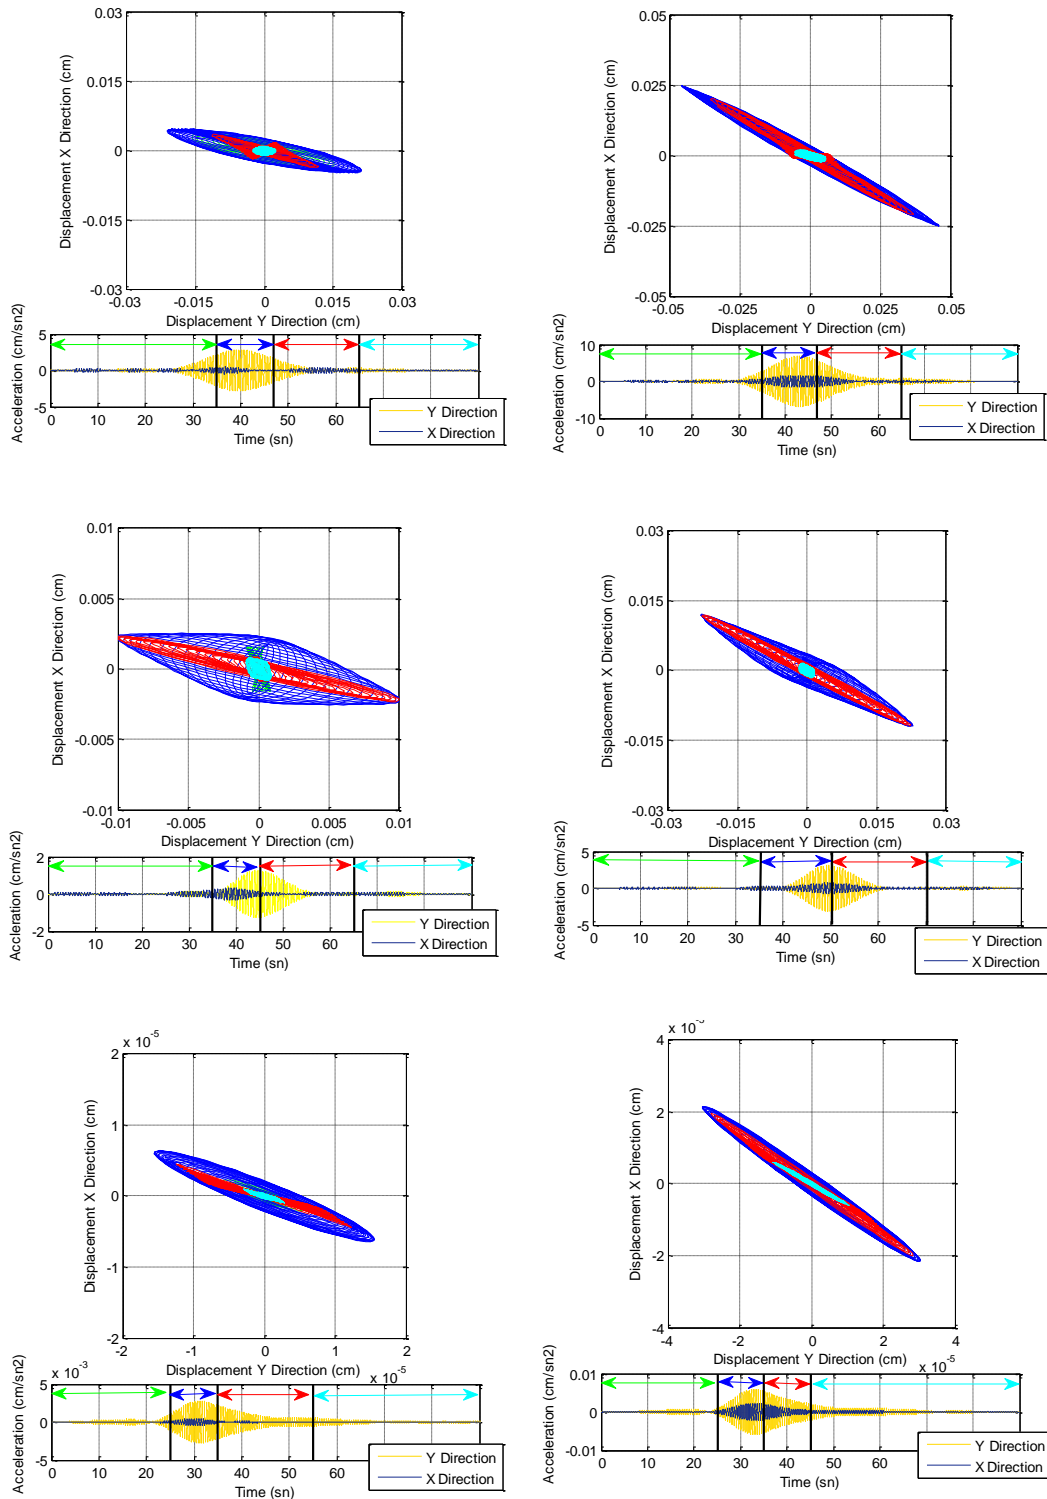 0.03
0.015
0
-0.015
-0.03
-0.03 -0.015 0 0.015 0.03
Displacement X Direction (cm)
Displacement Y Direction (cm)
5
0
-5
0 10 20 30 40 50 60
Acceleration (cm/sn2)
Time (sn)
Y Direction
X Direction
0.05
0.025
0
-0.025
-0.05
-0.05 -0.025 0 0.025 0.05
Displacement X Direction (cm)
Displacement Y Direction (cm)
10
0
-10
0 10 20 30 40 50 60
Acceleration (cm/sn2)
Time (sn)
Y Direction
X Direction
0.01
0.005
0
-0.005
-0.01
-0.01 -0.005 0 0.005 0.01
Displacement X Direction (cm)
Displacement Y Direction (cm)
2
0
-2
0 10 20 30 40 50 60
Accleration (cm/sn2)
Time (sn)
Y Direction
X Direction
0.03
0.015
0
-0.015
-0.03
-0.03 -0.015 0 0.015 0.03
Displacement X Direction (cm)
Displacement Y Direction (cm)
5
0
-5
0 10 20 30 40 50 60
Acceleration (cm/sn2)
Time (sn)
Y Direction
X Direction
x 10-5
2
1
0
-1
-2
-2 -1 0 1 2
Displacement X Direction (cm)
Displacement Y Direction (cm)
x 10-5
x 10-3
5
0
-5
0 10 20 30 40 50 60
Acceleration (cm/sn2)
Time (sn)
Y Direction
X Direction
4
2
0
-2
-4
-4 -2 0 2 4
Displacement X Direction (cm)
Displacement Y Direction (cm)
x 10-5
0.01
0
-0.01
0 10 20 30 40 50 60
Acceleration (cm/sn2)
Time (sn)
Y Direction
X Direction